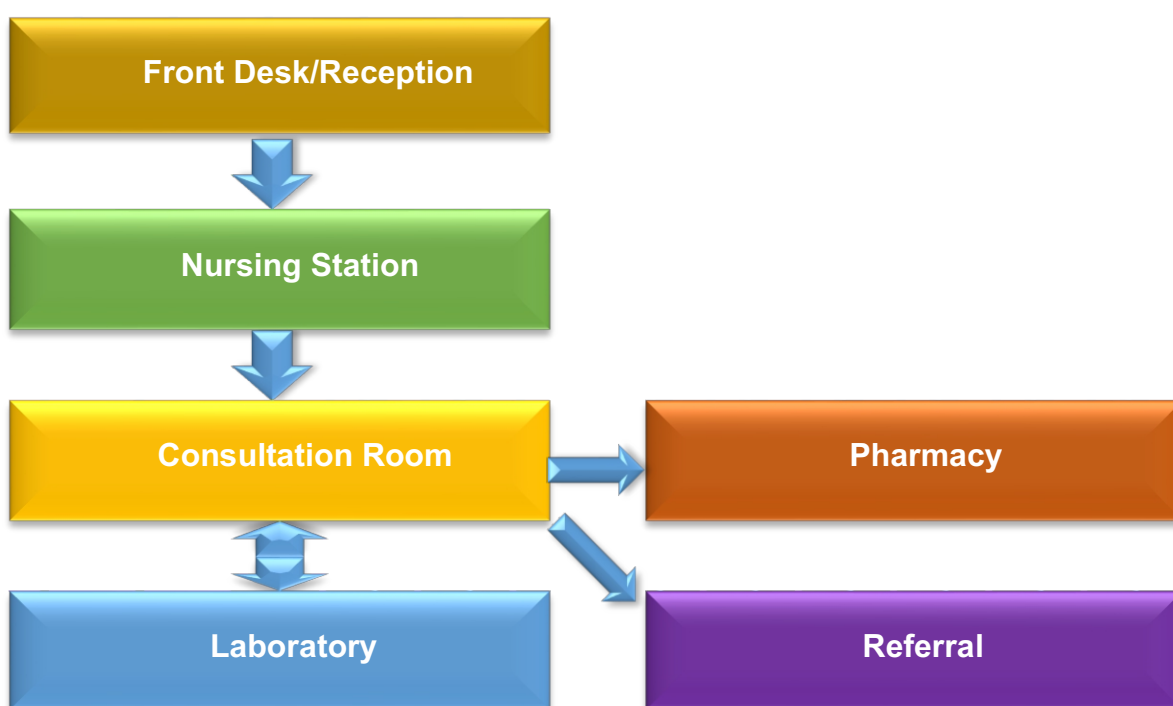 Front Desk/Reception
Nursing Station
Consultation Room
Pharmacy
Laboratory
Referral